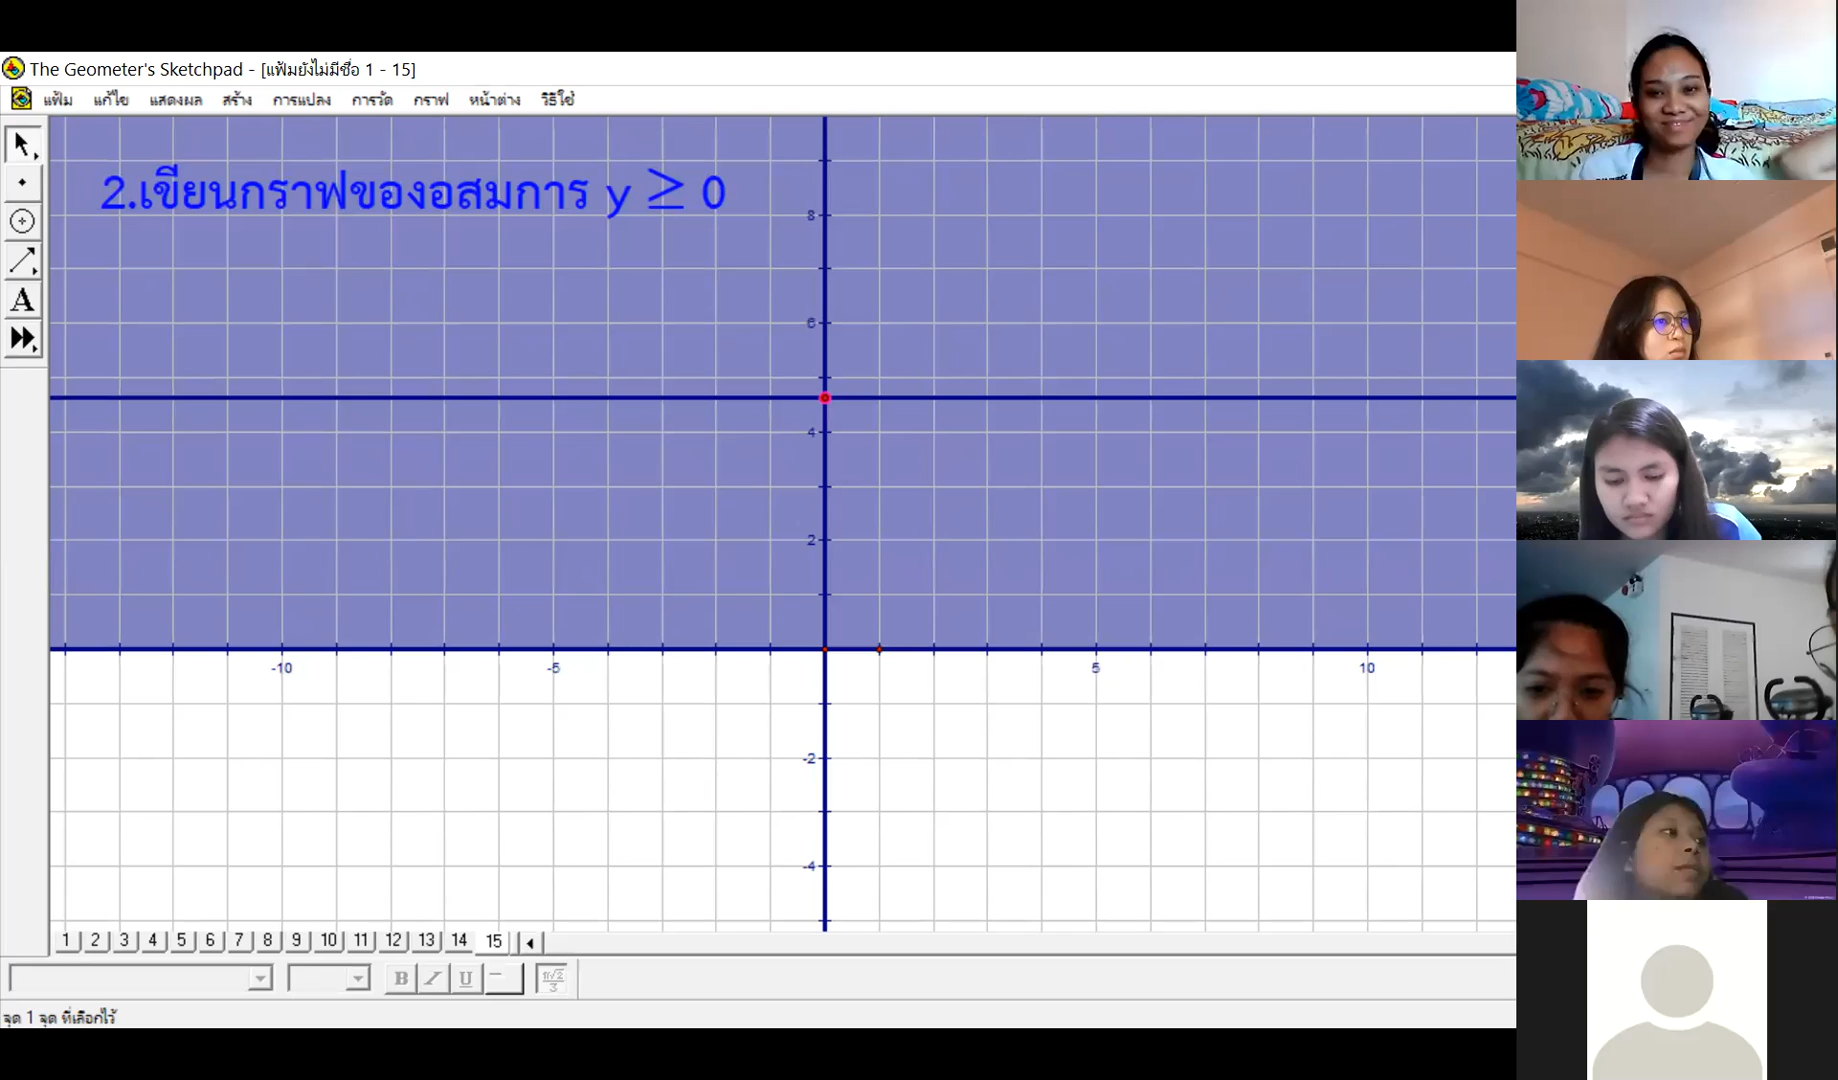 The Geometer's Sketchpad - [แฟ้มยังไม่มีชื่อ 1 - 15]
แฟ้ม แก้ไข แสดงผล สร้าง การแปลง การวัด กราฟ หน้าต่าง วิธีใช้
2.เขียนกราฟของอสมการ y ≥ 0
8
6
4
2
-10 -5 5 10
-2
-4
A
1 2 3 4 5 6 7 8 9 10 11 12 13 14 15
B I U
จุด 1 จุด ที่เลือกไว้